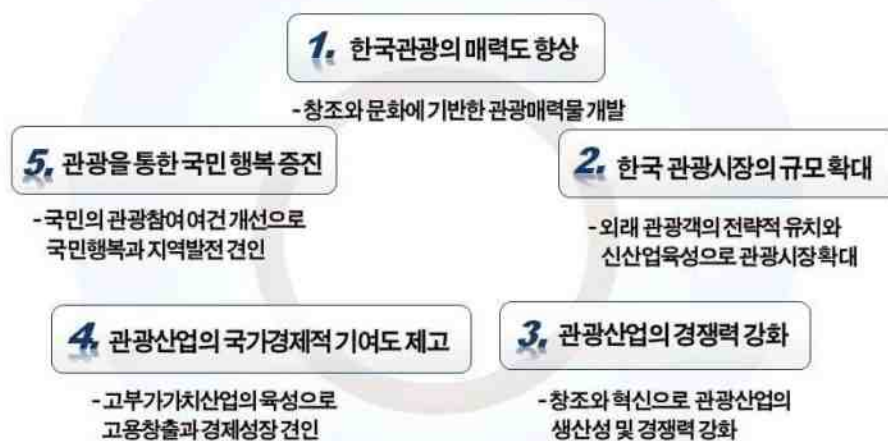 1. 한국관광의 매력도 향상
- 창조와 문화에 기반한 관광매력물 개발
2. 한국 관광시장의 규모 확대
- 외래 관광객의 전략적 유치와
신산업육성으로 관광시장 확대
3. 관광산업의 경쟁력 강화
- 창조와 혁신으로 관광산업의
생산성 및 경쟁력 강화
4. 관광산업의 국가경제적 기여도 제고
- 고부가가치산업의 육성으로
고용창출과 경제성장 견인
5. 관광을 통한 국민 행복 증진
- 국민의 관광참여 여건 개선으로
국민행복과 지역발전 견인